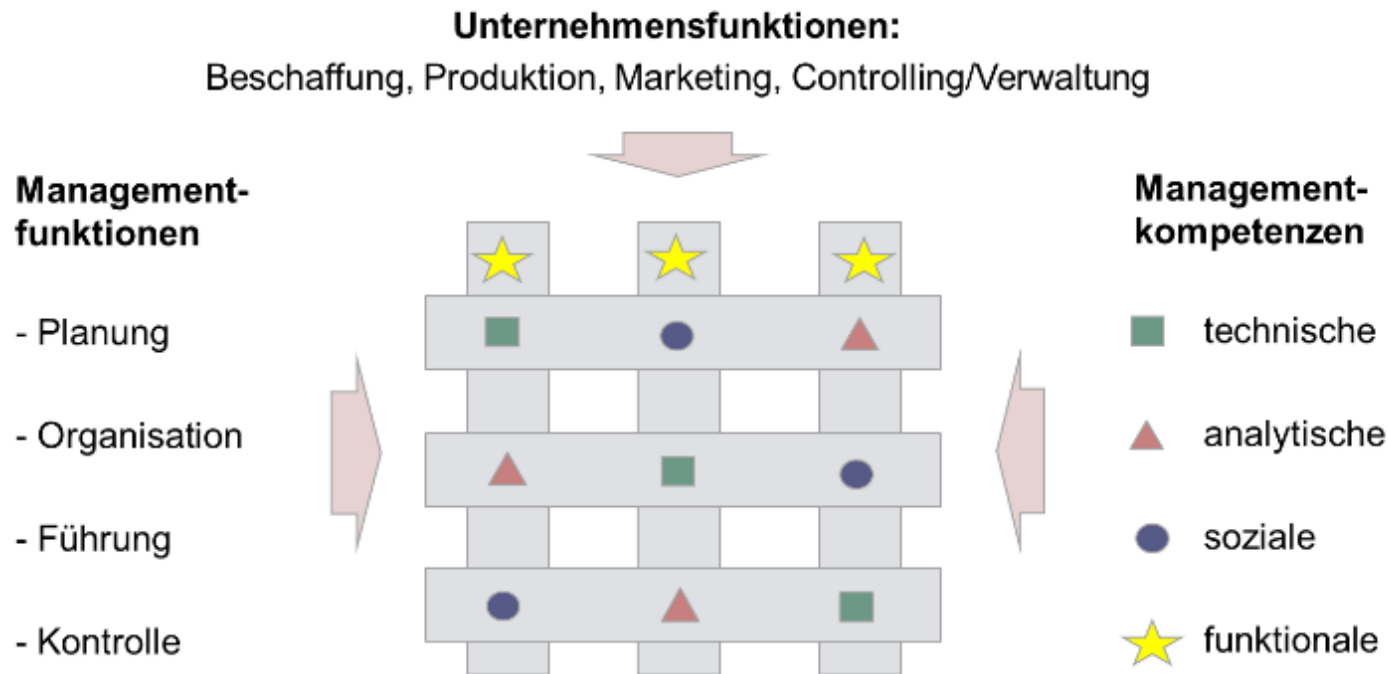 Unternehmensfunktionen:
Beschaffung, Produktion, Marketing, Controlling/Verwaltung
Management-
funktionen
- Planung
- Organisation
- Führung
- Kontrolle
Management-
kompetenzen
technische
analytische
soziale
funktionale